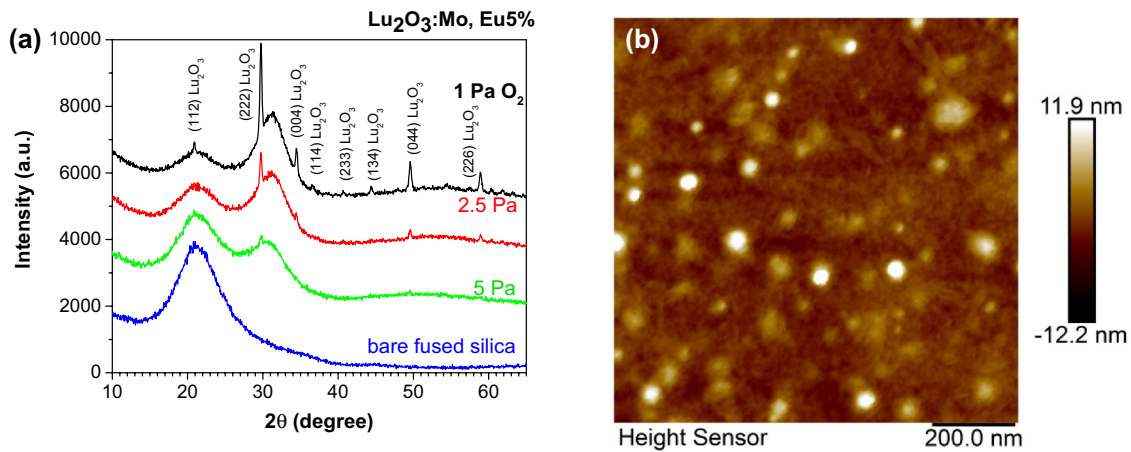 Lu2O3:Mo, Eu5%
(a)
10000
8000
6000
4000
2000
0
Intensity (a.u.)
(112) Lu2O3
(222) Lu2O3
1 Pa O2
(004) Lu2O3
(114) Lu2O3
(233) Lu2O3
(134) Lu2O3
(044) Lu2O3
(226) Lu2O3
2.5 Pa
5 Pa
bare fused silica
10 20 30 40 50 60
2θ (degree)
(b)
11.9 nm
-12.2 nm
Height Sensor
200.0 nm